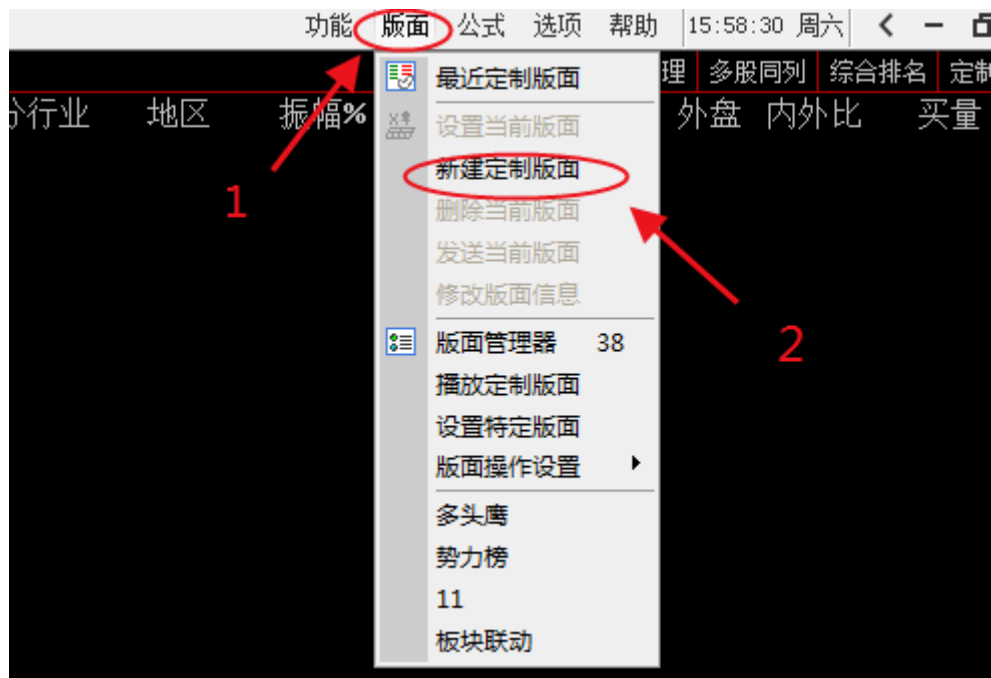 功能 版面 公式 选项 帮助 15:58:30 周六
理 多股同列 综合排名 定制
分行业 地区 振幅% 外盘 内外比 买量
最近定制版面
设置当前版面
新建定制版面
删除当前版面
发送当前版面
修改版面信息
版面管理器 38
播放定制版面
设置特定版面
版面操作设置
多头鹰
势力榜
11
板块联动
1
2